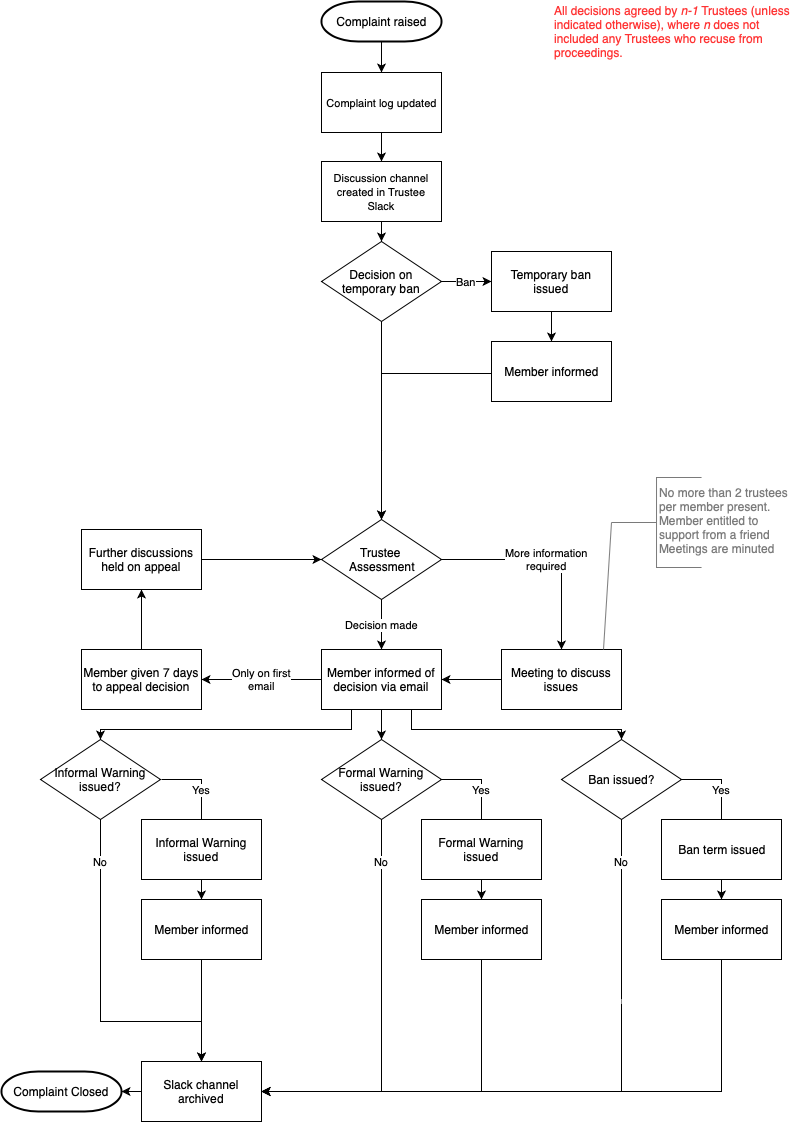 Complaint raised
All decisions agreed by n-1 Trustees (unless
indicated otherwise), where n does not
included any Trustees who recuse from
proceedings.
Complaint log updated
Discussion channel
created in Trustee
Slack
Decision on
temporary ban
Ban
Temporary ban
issued
Member informed
No more than 2 trustees
per member present.
Member entitled to
support from a friend
Meetings are minuted
Further discussions
held on appeal
Trustee
Assessment
More information
required
Decision made
Member given 7 days
to appeal decision
Only on first
email
Member informed of
decision via email
Meeting to discuss
issues
Informal Warning
issued?
Yes
Formal Warning
issued?
Yes
Ban issued?
Yes
No
Informal Warning
issued
No
Formal Warning
issued
No
Ban term issued
Member informed
Member informed
Member informed
Complaint Closed
Slack channel
archived